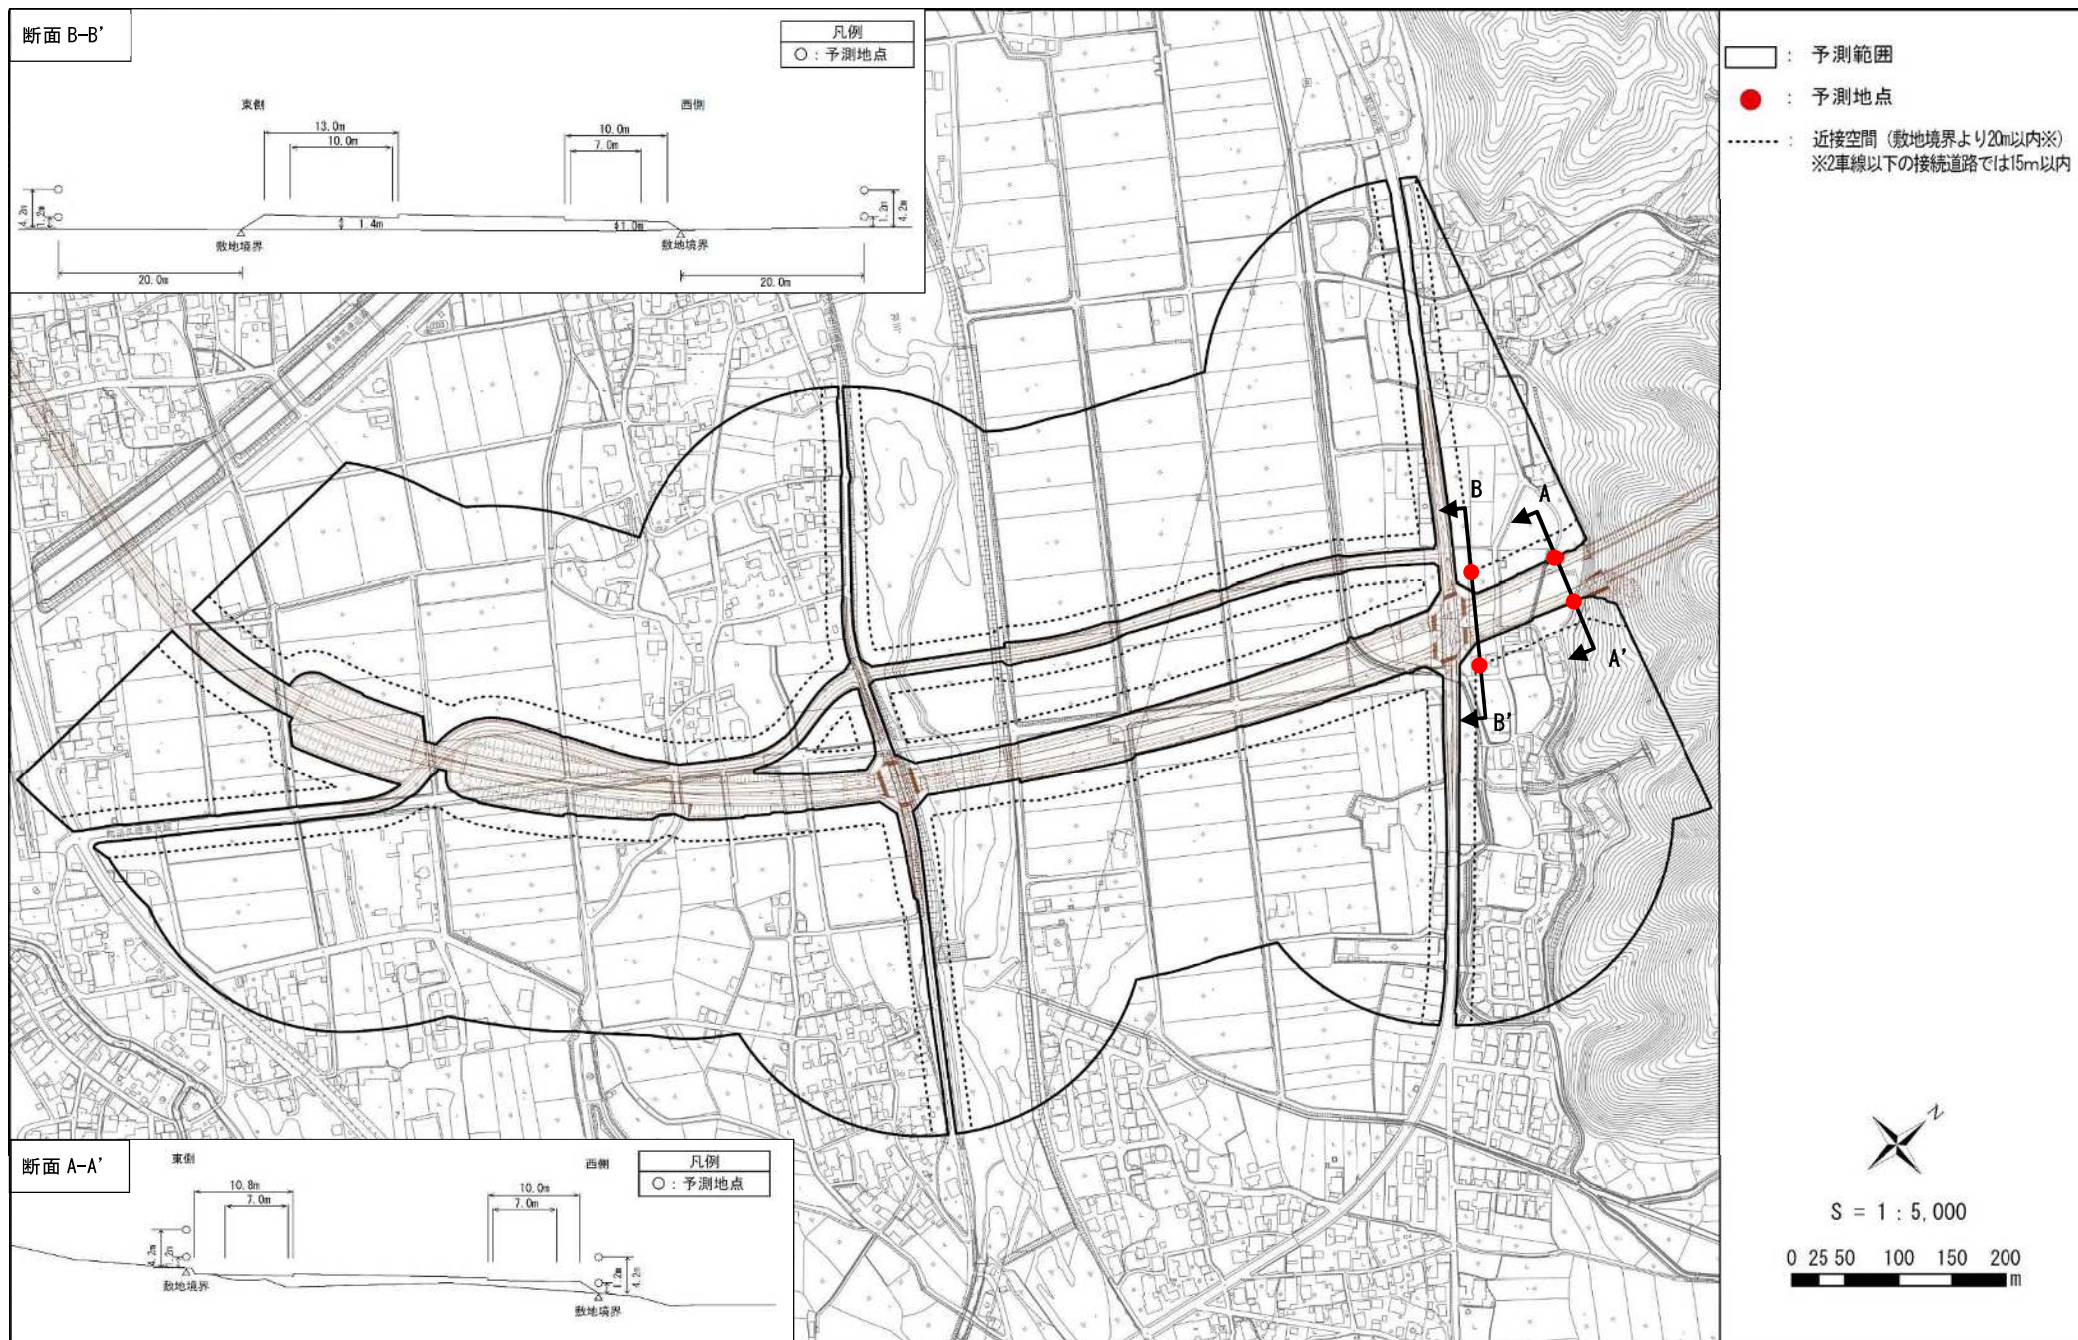 断面 B-B'
凡例
○ : 予測地点
東側
西側
13.0m
10.0m
10.0m
7.0m
4.2m
1.2m
1.4m
1.0m
1.2m
4.2m
敷地境界
敷地境界
20.0m
20.0m
: 予測範囲
: 予測地点
: 近接空間(敷地境界より20m以内※)
※2車線以下の接続道路では15m以内
B
A
A'
B'
断面 A-A'
東側
西側
凡例
○ : 予測地点
10.8m
7.0m
10.0m
7.0m
4.2m
1.2m
1.2m
4.2m
敷地境界
敷地境界
N
S = 1 : 5,000
0 25 50 100 150 200
m